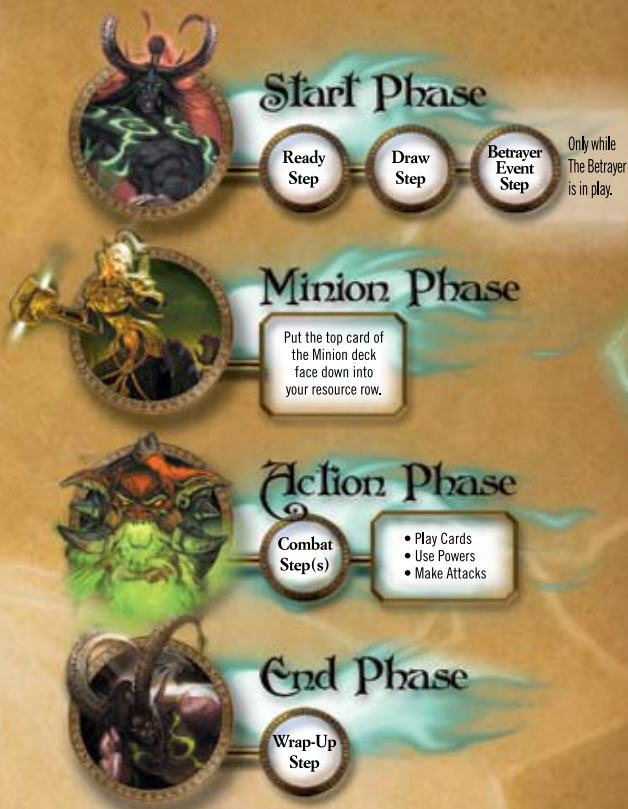 Start Phase
Ready
Step
Draw
Step
Betrayer
Event
Step
Only while
The Betrayer
is in play.
Minion Phase
Put the top card of
the Minion deck
face down into
your resource row.
Action Phase
Combat
Step(s)
• Play Cards
• Use Powers
• Make Attacks
End Phase
Wrap-Up
Step